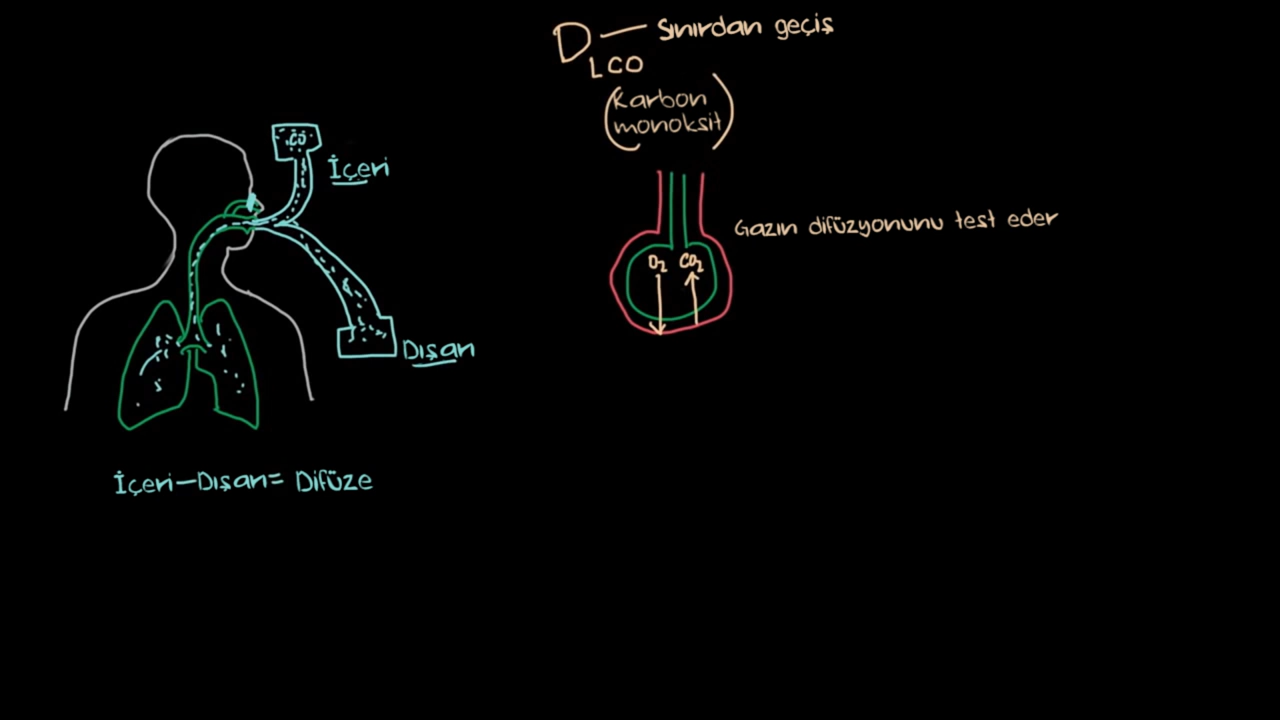 D — Sınırdan geçiş
LCO
(Karbon
monoksit)
CO
İçeri
Gazın difüzyonunu test eder
O₂ CO₂
Dışarı
İçeri—Dışarı= Difüze